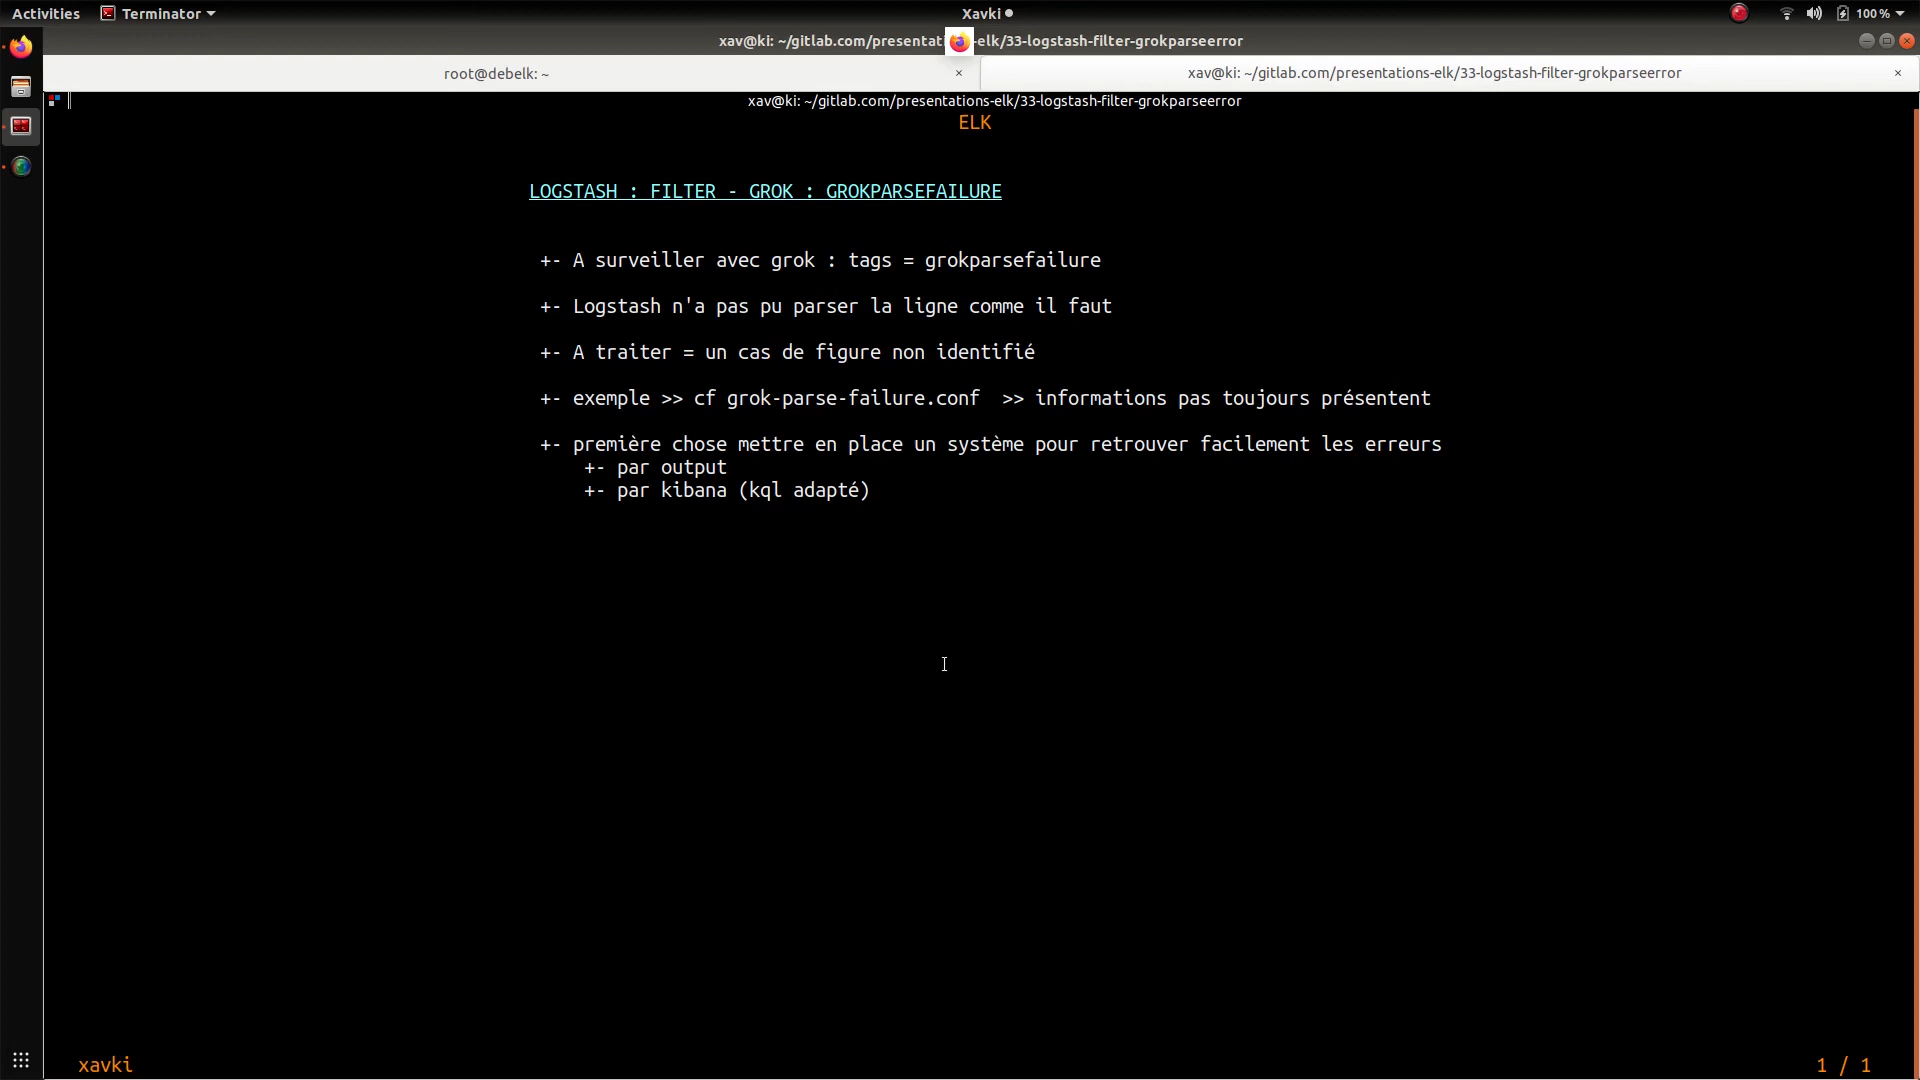 Activities Terminator Xavki 100 %
xav@ki: ~/gitlab.com/presentati -elk/33-logstash-filter-grokparseerror
root@debelk: ~ × xav@ki: ~/gitlab.com/presentations-elk/33-logstash-filter-grokparseerror ×
xav@ki: ~/gitlab.com/presentations-elk/33-logstash-filter-grokparseerror
ELK
LOGSTASH : FILTER - GROK : GROKPARSEFAILURE
+- A surveiller avec grok : tags = grokparsefailure
+- Logstash n'a pas pu parser la ligne comme il faut
+- A traiter = un cas de figure non identifié
+- exemple >> cf grok-parse-failure.conf >> informations pas toujours présentent
+- première chose mettre en place un système pour retrouver facilement les erreurs
+- par output
+- par kibana (kql adapté)
xavki 1 / 1